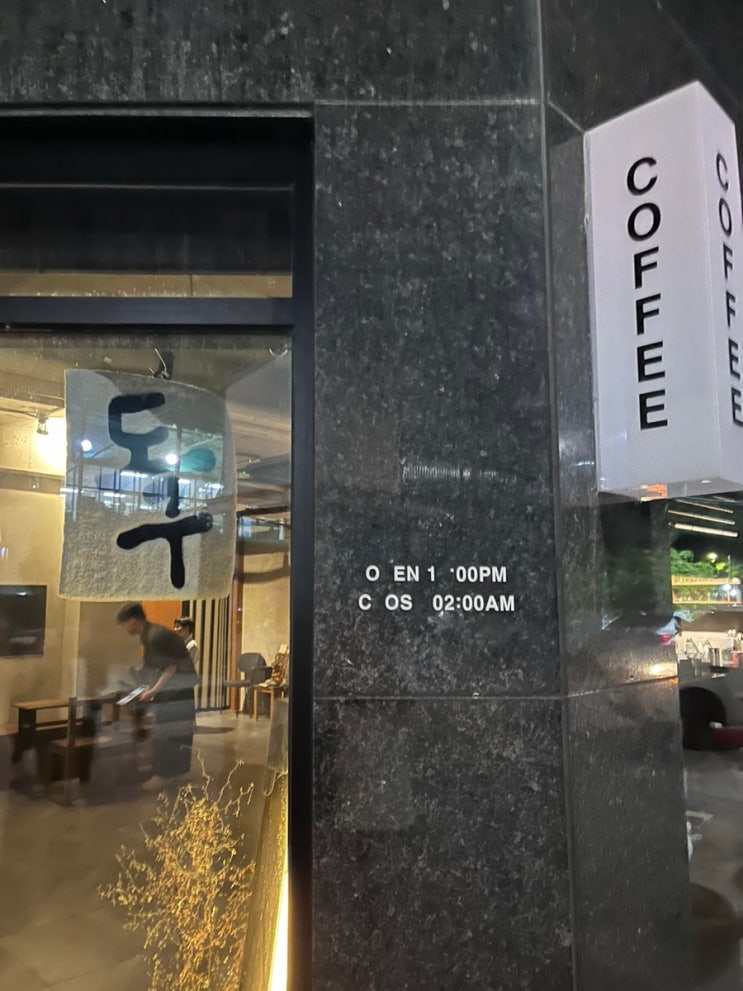 COFFEE
COFFEE
O EN 1 :00PM
C OS 02:00AM